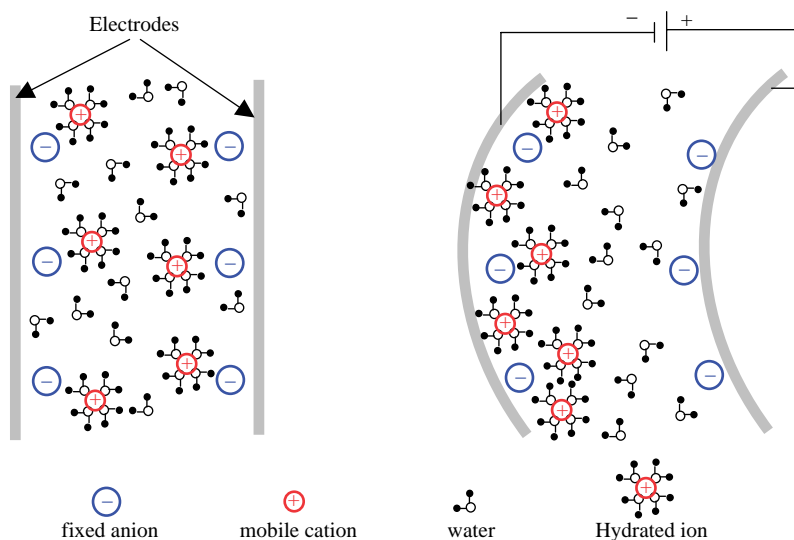 Electrodes
− +
fixed anion
mobile cation
water
Hydrated ion